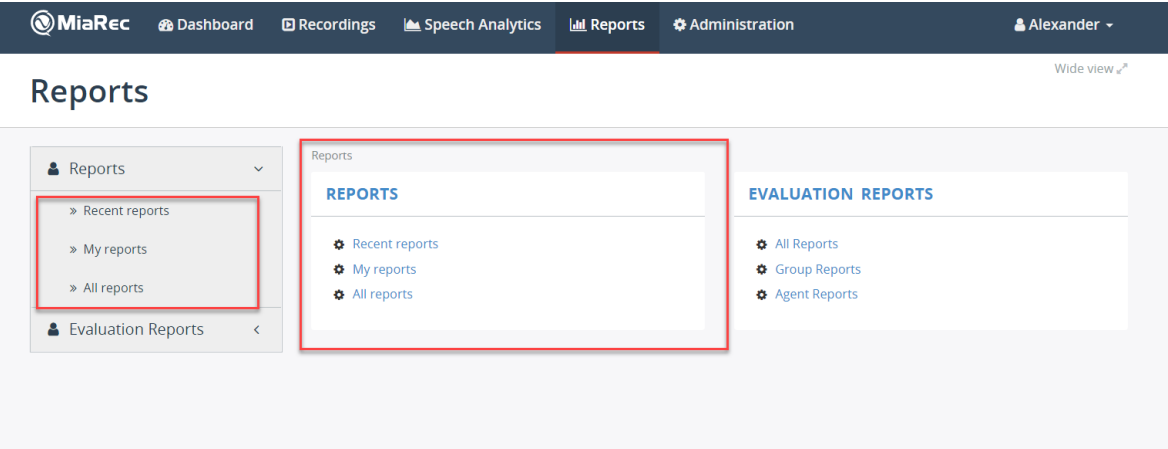 MiaRec Dashboard Recordings Speech Analytics Reports Administration Alexander
Wide view
Reports
Reports
Recent reports
My reports
All reports
Evaluation Reports
Reports
REPORTS
Recent reports
My reports
All reports
EVALUATION REPORTS
All Reports
Group Reports
Agent Reports